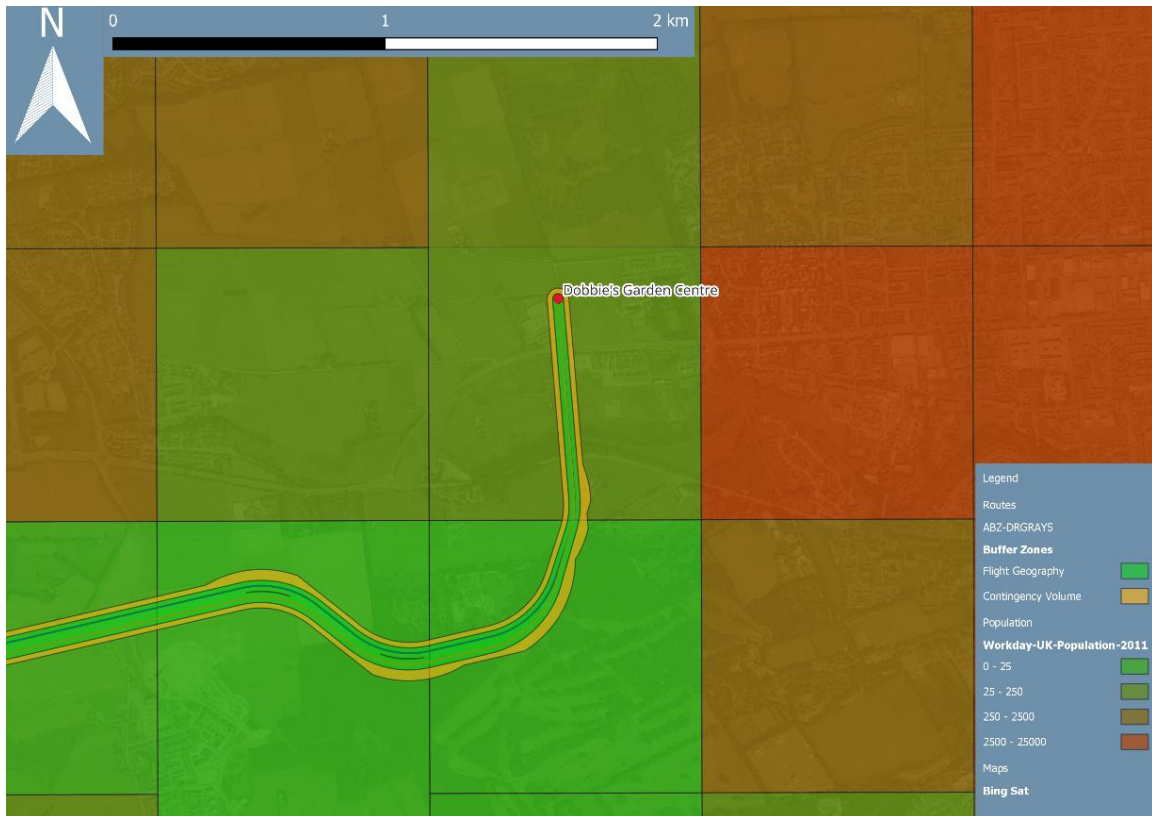 N
0 1 2 km
Dobbie's Garden Centre
Legend
Routes
ABZ-DRGRAYS
Buffer Zones
Flight Geography
Contingency Volume
Population
Workday-UK-Population-2011
0 - 25
25 - 250
250 - 2500
2500 - 25000
Maps
Bing Sat